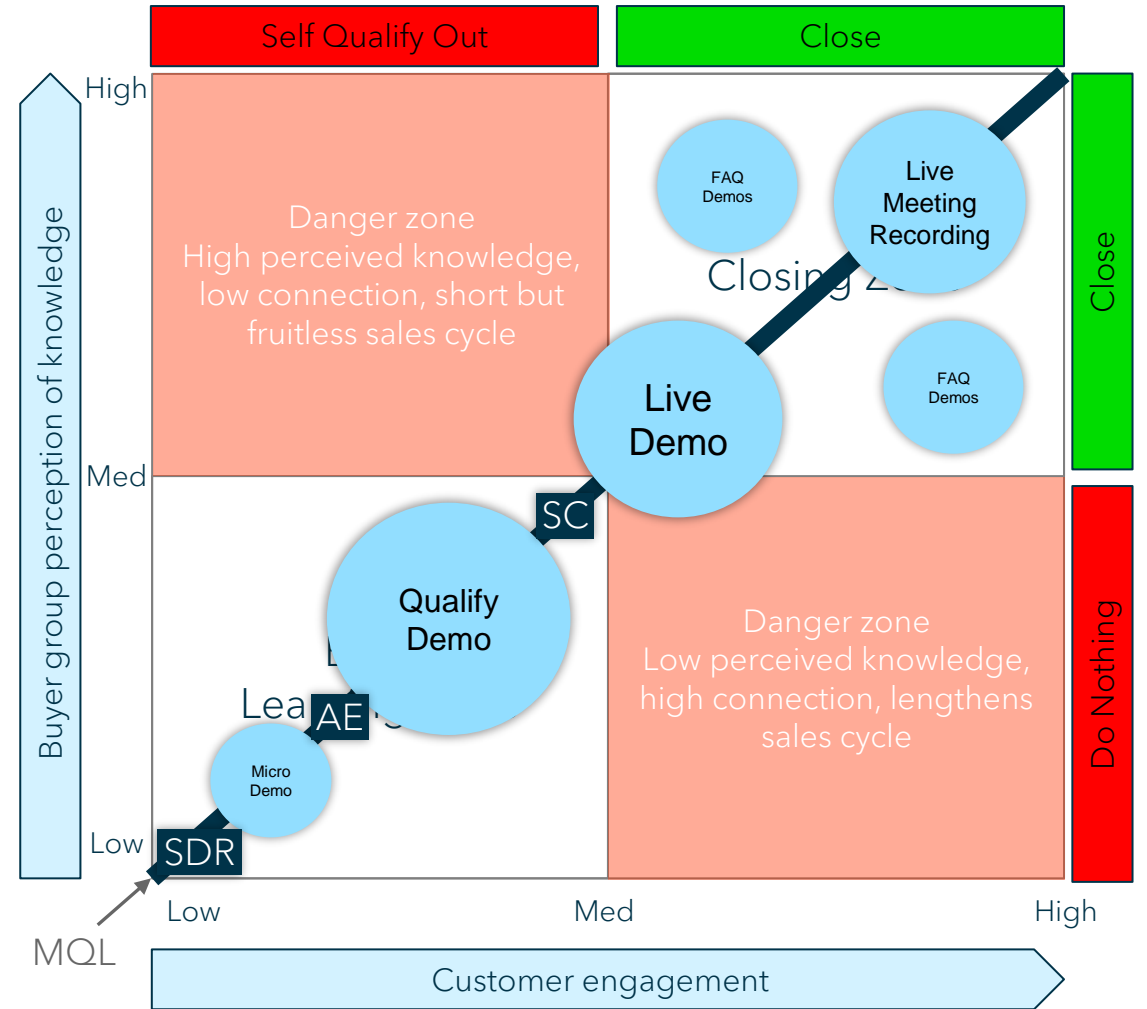 Self Qualify Out
Close
High
Danger zone
High perceived knowledge,
low connection, short but
fruitless sales cycle
FAQ
Demos
Live
Meeting
Recording
Closing
Buyer group perception of knowledge
Close
FAQ
Demos
Live
Demo
Med
SC
Qualify
Demo
Danger zone
Low perceived knowledge,
high connection, lengthens
sales cycle
Do Nothing
AE
Micro
Demo
Low
SDR
Low
Med
High
MQL
Customer engagement